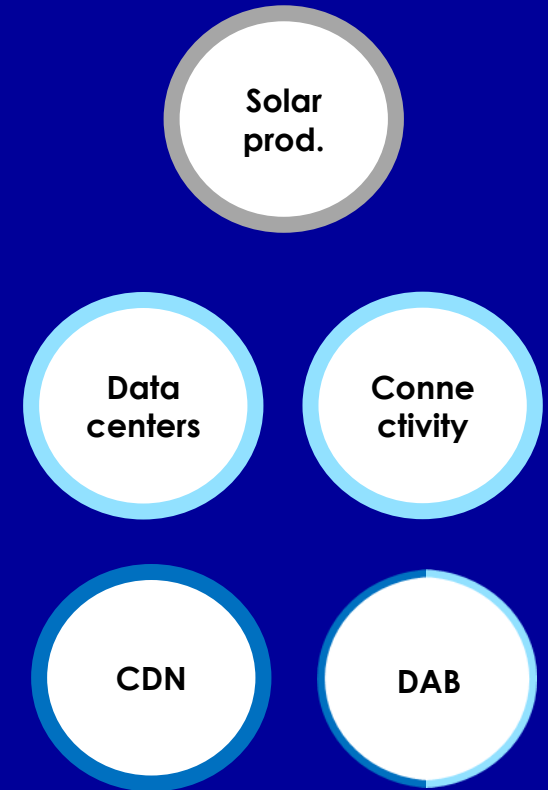 Solar
prod.
Data
centers
Conne
ctivity
CDN
DAB